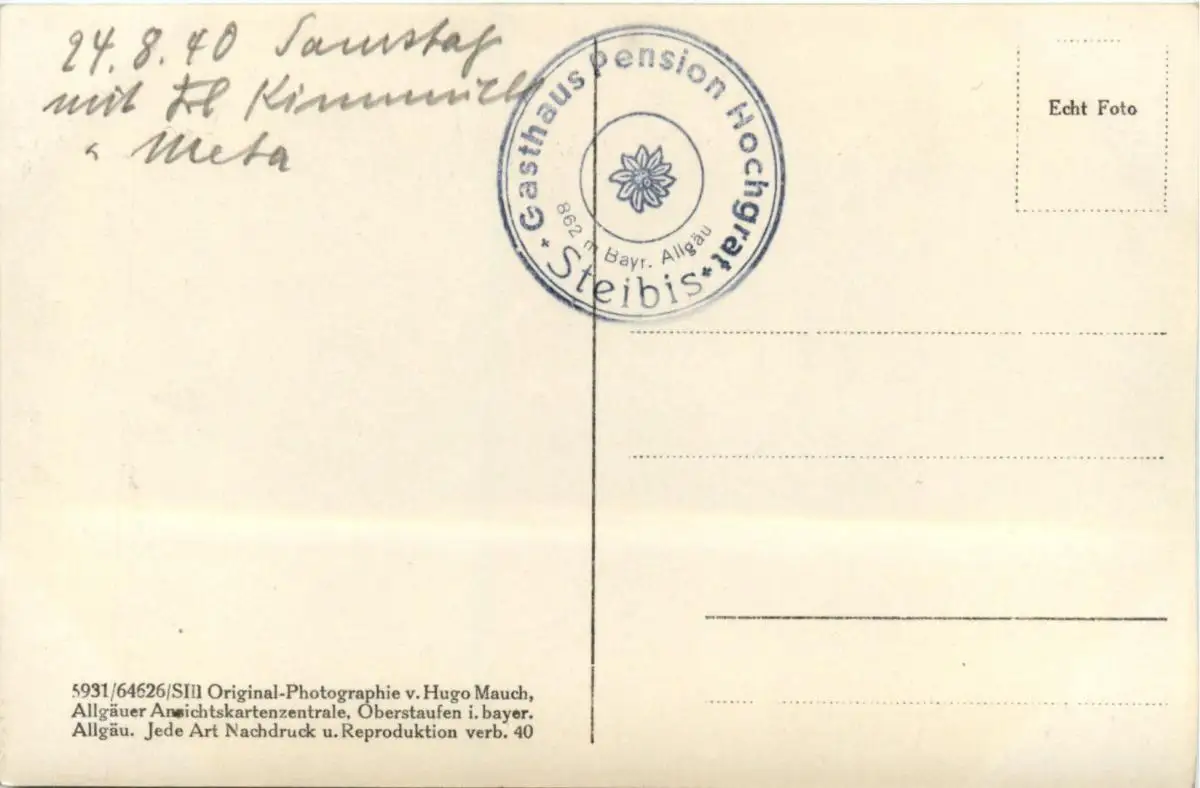 24.8.40 Samstag
mit Frl
u Meta
Gasthaus Pension Hochgrat
862 m Bayr. Allgäu
* Steibis *
Echt Foto
5931/64626/SIII Original-Photographie v. Hugo Mauch,
Allgäuer Ansichtskartenzentrale, Oberstaufen i. bayer.
Allgäu. Jede Art Nachdruck u. Reproduktion verb. 40